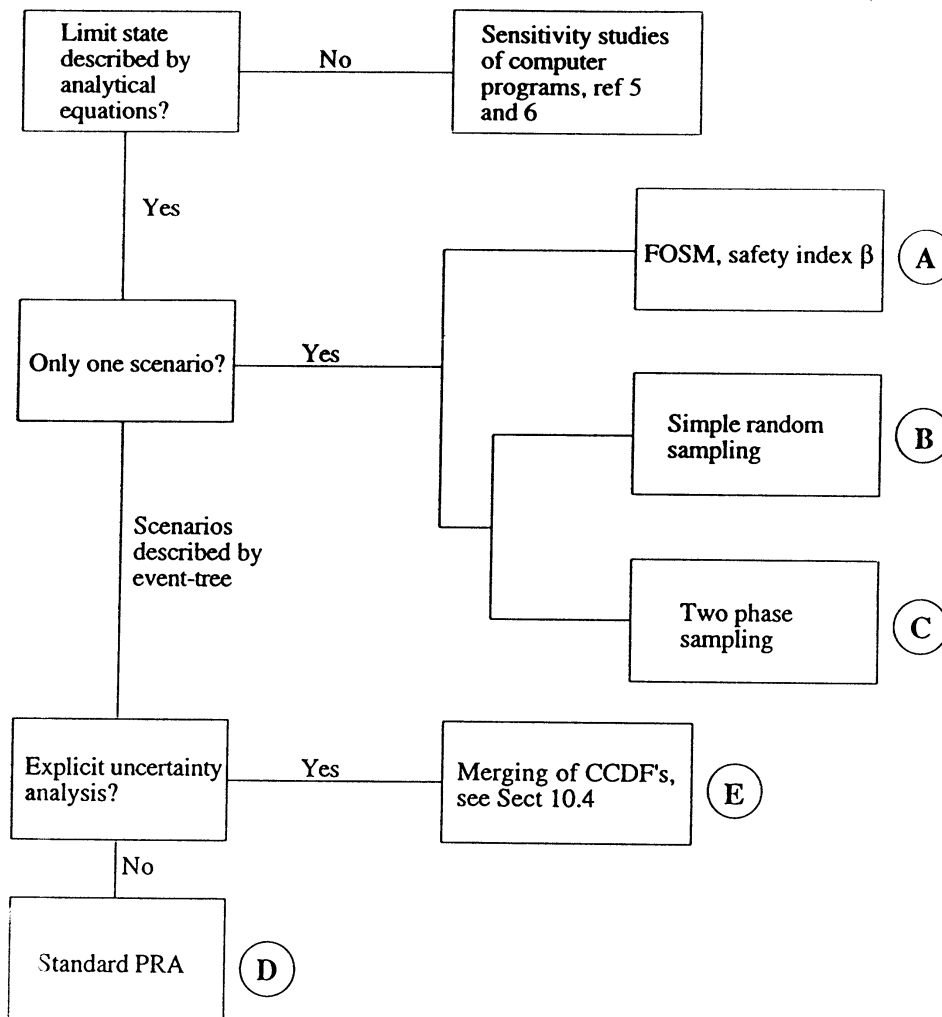 Limit state
described by
analytical
equations?
No
Sensitivity studies
of computer
programs, ref 5
and 6
Yes
FOSM, safety index β
A
Only one scenario?
Yes
Simple random
sampling
B
Scenarios
described by
event-tree
Two phase
sampling
C
Explicit uncertainty
analysis?
Yes
Merging of CCDF's,
see Sect 10.4
E
No
Standard PRA
D